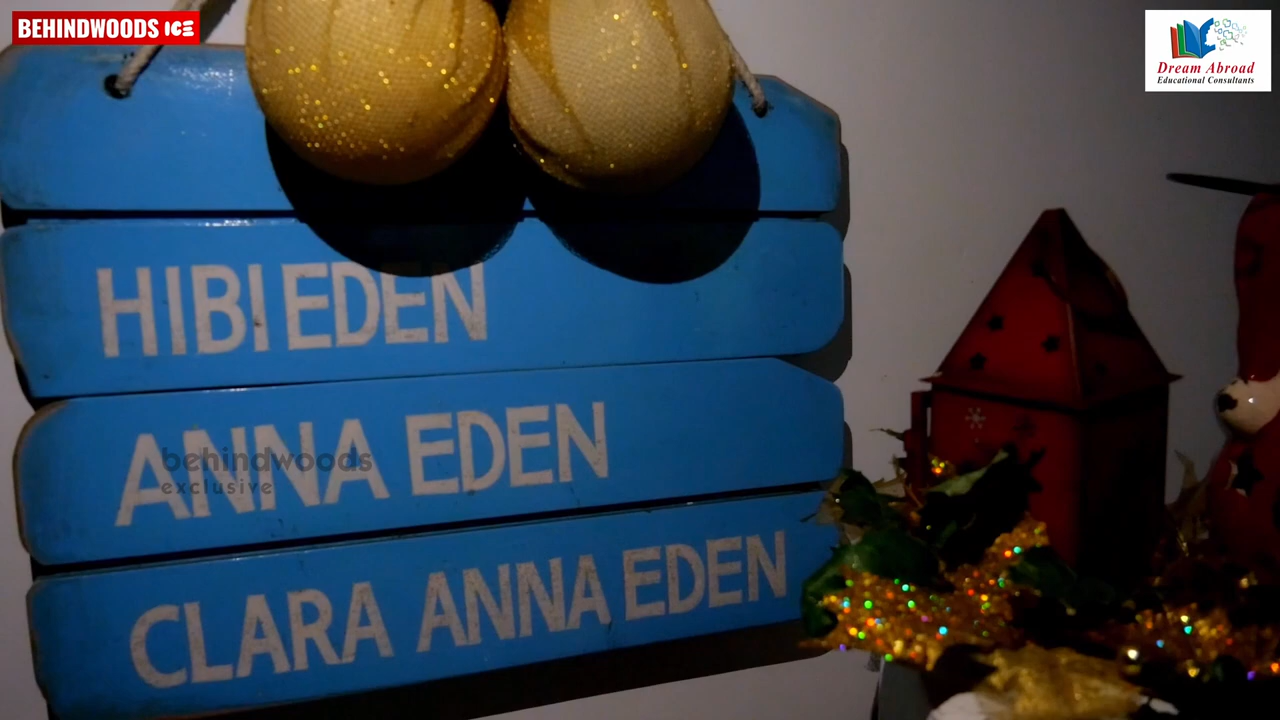 BEHINDWOODS ICE
Dream Abroad
Educational Consultants
HIBI EDEN
ANNA EDEN
behindwoods
exclusive
CLARA ANNA EDEN